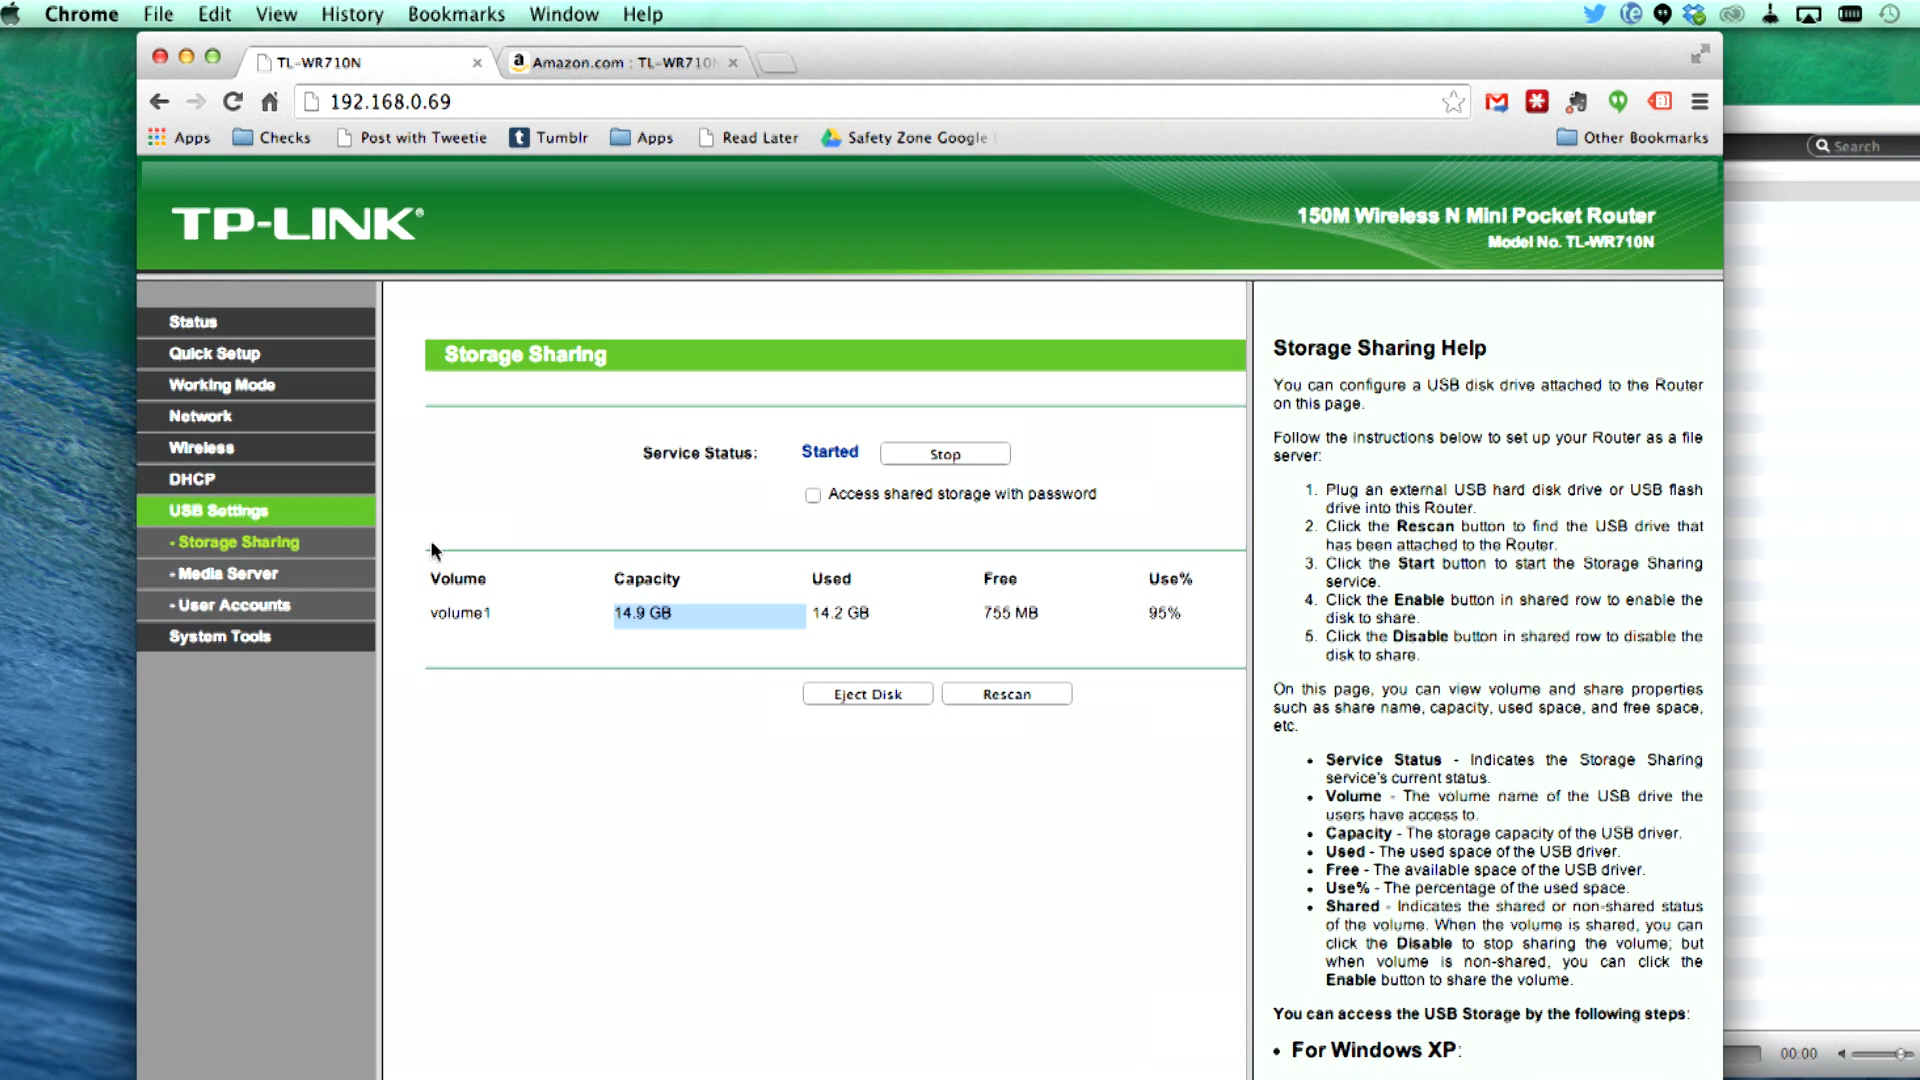 Chrome File Edit View History Bookmarks Window Help
TL-WR710N
Amazon.com : TL-WR710N
192.168.0.69
Apps Checks Post with Tweetie Tumblr Apps Read Later Safety Zone Google Other Bookmarks
Search
TP-LINK®
150M Wireless N Mini Pocket Router
Model No. TL-WR710N
Status
Quick Setup
Working Mode
Network
Wireless
DHCP
USB Settings
- Storage Sharing
- Media Server
- User Accounts
System Tools
Storage Sharing
Service Status: Started Stop
Access shared storage with password
Volume Capacity Used Free Use%
volume1 14.9 GB 14.2 GB 755 MB 95%
Eject Disk Rescan
Storage Sharing Help
You can configure a USB disk drive attached to the Router
on this page.
Follow the instructions below to set up your Router as a file
server:
1. Plug an external USB hard disk drive or USB flash
drive into this Router.
2. Click the Rescan button to find the USB drive that
has been attached to the Router.
3. Click the Start button to start the Storage Sharing
service.
4. Click the Enable button in shared row to enable the
disk to share.
5. Click the Disable button in shared row to disable the
disk to share.
On this page, you can view volume and share properties
such as share name, capacity, used space, and free space,
etc.
• Service Status - Indicates the Storage Sharing
service's current status.
• Volume - The volume name of the USB drive the
users have access to.
• Capacity - The storage capacity of the USB driver.
• Used - The used space of the USB driver.
• Free - The available space of the USB driver.
• Use% - The percentage of the used space.
• Shared - Indicates the shared or non-shared status
of the volume. When the volume is shared, you can
click the Disable to stop sharing the volume; but
when volume is non-shared, you can click the
Enable button to share the volume.
You can access the USB Storage by the following steps:
• For Windows XP:
00:00